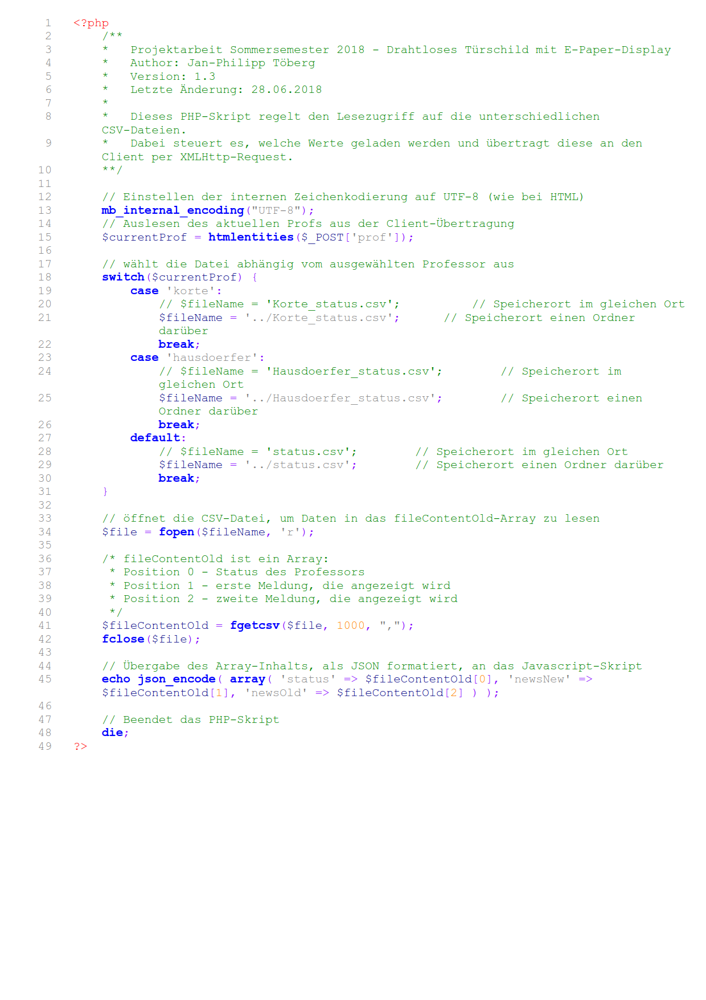 1 <?php
2 /**
3 * Projektarbeit Sommersemester 2018 - Drahtloses Türschild mit E-Paper-Display
4 * Author: Jan-Philipp Töberg
5 * Version: 1.3
6 * Letzte Änderung: 28.06.2018
7 *
8 * Dieses PHP-Skript regelt den Lesezugriff auf die unterschiedlichen
CSV-Dateien.
9 * Dabei steuert es, welche Werte geladen werden und übertragt diese an den
Client per XMLHttp-Request.
10 **/
11
12 // Einstellen der internen Zeichenkodierung auf UTF-8 (wie bei HTML)
13 mb_internal_encoding("UTF-8");
14 // Auslesen des aktuellen Profs aus der Client-Übertragung
15 $currentProf = htmlentities($_POST['prof']);
16
17 // wählt die Datei abhängig vom ausgewählten Professor aus
18 switch($currentProf) {
19 case 'korte':
20 // $fileName = 'Korte_status.csv'; // Speicherort im gleichen Ort
21 $fileName = '../Korte_status.csv'; // Speicherort einen Ordner
darüber
22 break;
23 case 'hausdoerfer':
24 // $fileName = 'Hausdoerfer_status.csv'; // Speicherort im
gleichen Ort
25 $fileName = '../Hausdoerfer_status.csv'; // Speicherort einen
Ordner darüber
26 break;
27 default:
28 // $fileName = 'status.csv'; // Speicherort im gleichen Ort
29 $fileName = '../status.csv'; // Speicherort einen Ordner darüber
30 break;
31 }
32
33 // öffnet die CSV-Datei, um Daten in das fileContentOld-Array zu lesen
34 $file = fopen($fileName, 'r');
35
36 /* fileContentOld ist ein Array:
37 * Position 0 - Status des Professors
38 * Position 1 - erste Meldung, die angezeigt wird
39 * Position 2 - zweite Meldung, die angezeigt wird
40 */
41 $fileContentOld = fgetcsv($file, 1000, ",");
42 fclose($file);
43
44 // Übergabe des Array-Inhalts, als JSON formatiert, an das Javascript-Skript
45 echo json_encode( array( 'status' => $fileContentOld[0], 'newsNew' =>
$fileContentOld[1], 'newsOld' => $fileContentOld[2] ) );
46
47 // Beendet das PHP-Skript
48 die;
49 ?>